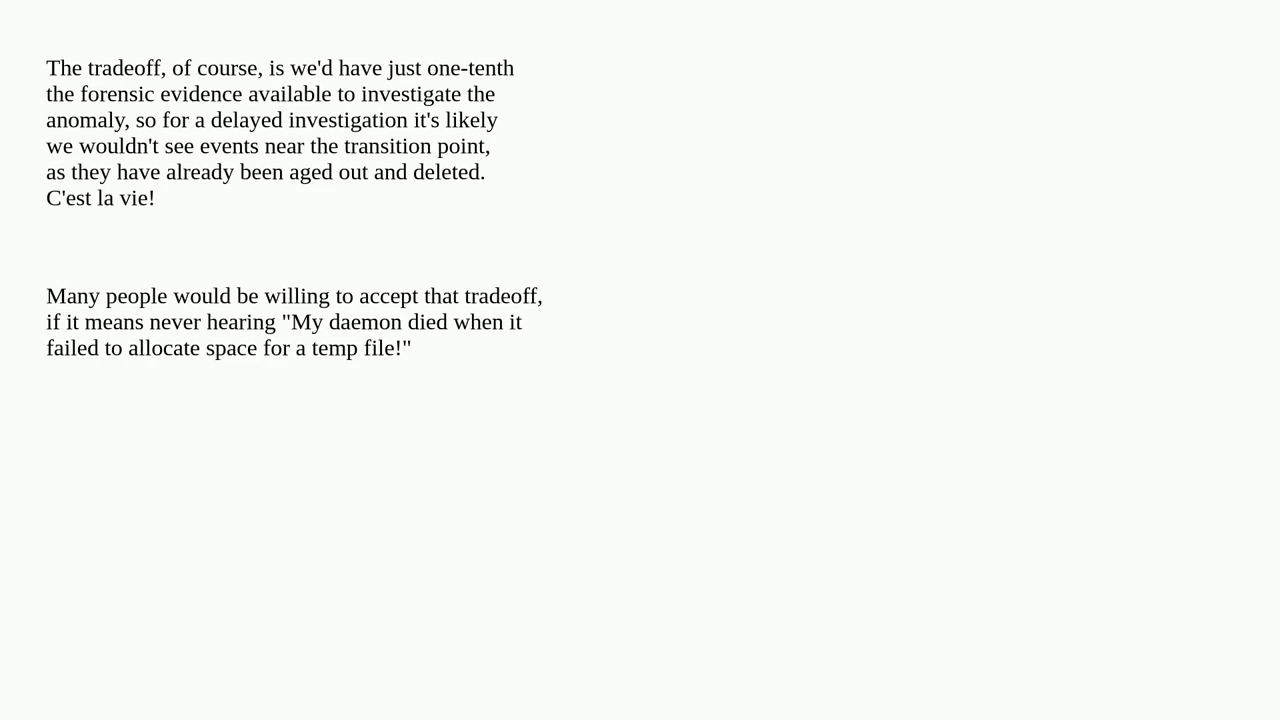 The tradeoff, of course, is we'd have just one-tenth
the forensic evidence available to investigate the
anomaly, so for a delayed investigation it's likely
we wouldn't see events near the transition point,
as they have already been aged out and deleted.
C'est la vie!
Many people would be willing to accept that tradeoff,
if it means never hearing "My daemon died when it
failed to allocate space for a temp file!"